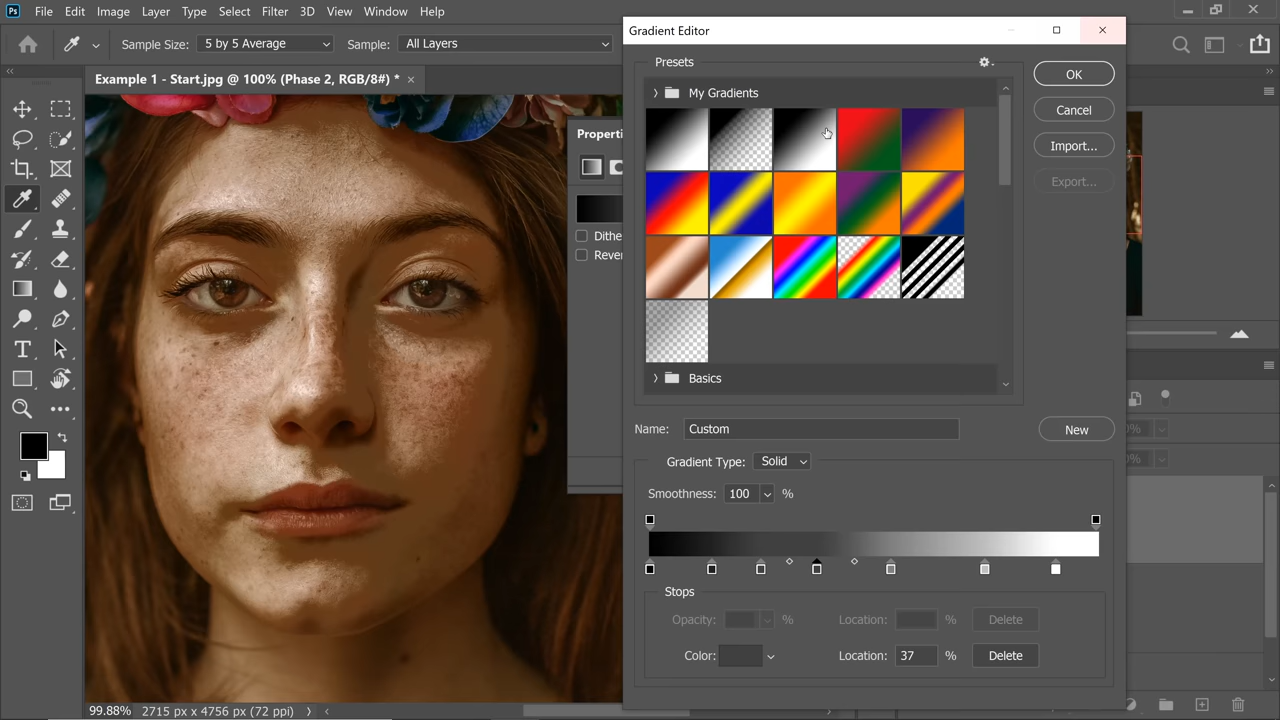 Ps File Edit Image Layer Type Select Filter 3D View Window Help
Sample Size: 5 by 5 Average Sample: All Layers
Example 1 - Start.jpg @ 100% (Phase 2, RGB/8#) * ×
Gradient Editor
Presets
My Gradients
OK
Cancel
Import...
Export...
Properti
Dithe
Rever
Basics
Name: Custom
New
Gradient Type: Solid
Smoothness: 100 %
Stops
Opacity: % Location: % Delete
Color: Location: 37 % Delete
99.88% 2715 px x 4756 px (72 ppi)